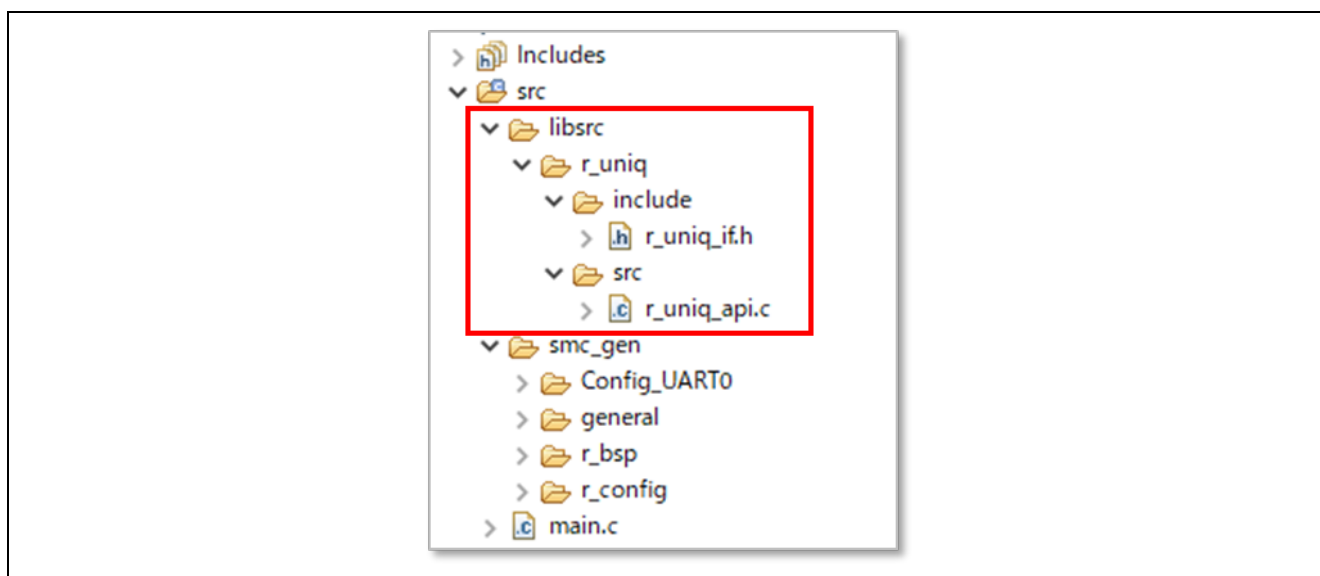 Includes
src
libsrc
r_uniq
include
.h r_uniq_if.h
src
.c r_uniq_api.c
smc_gen
Config_UART0
general
r_bsp
r_config
.c main.c